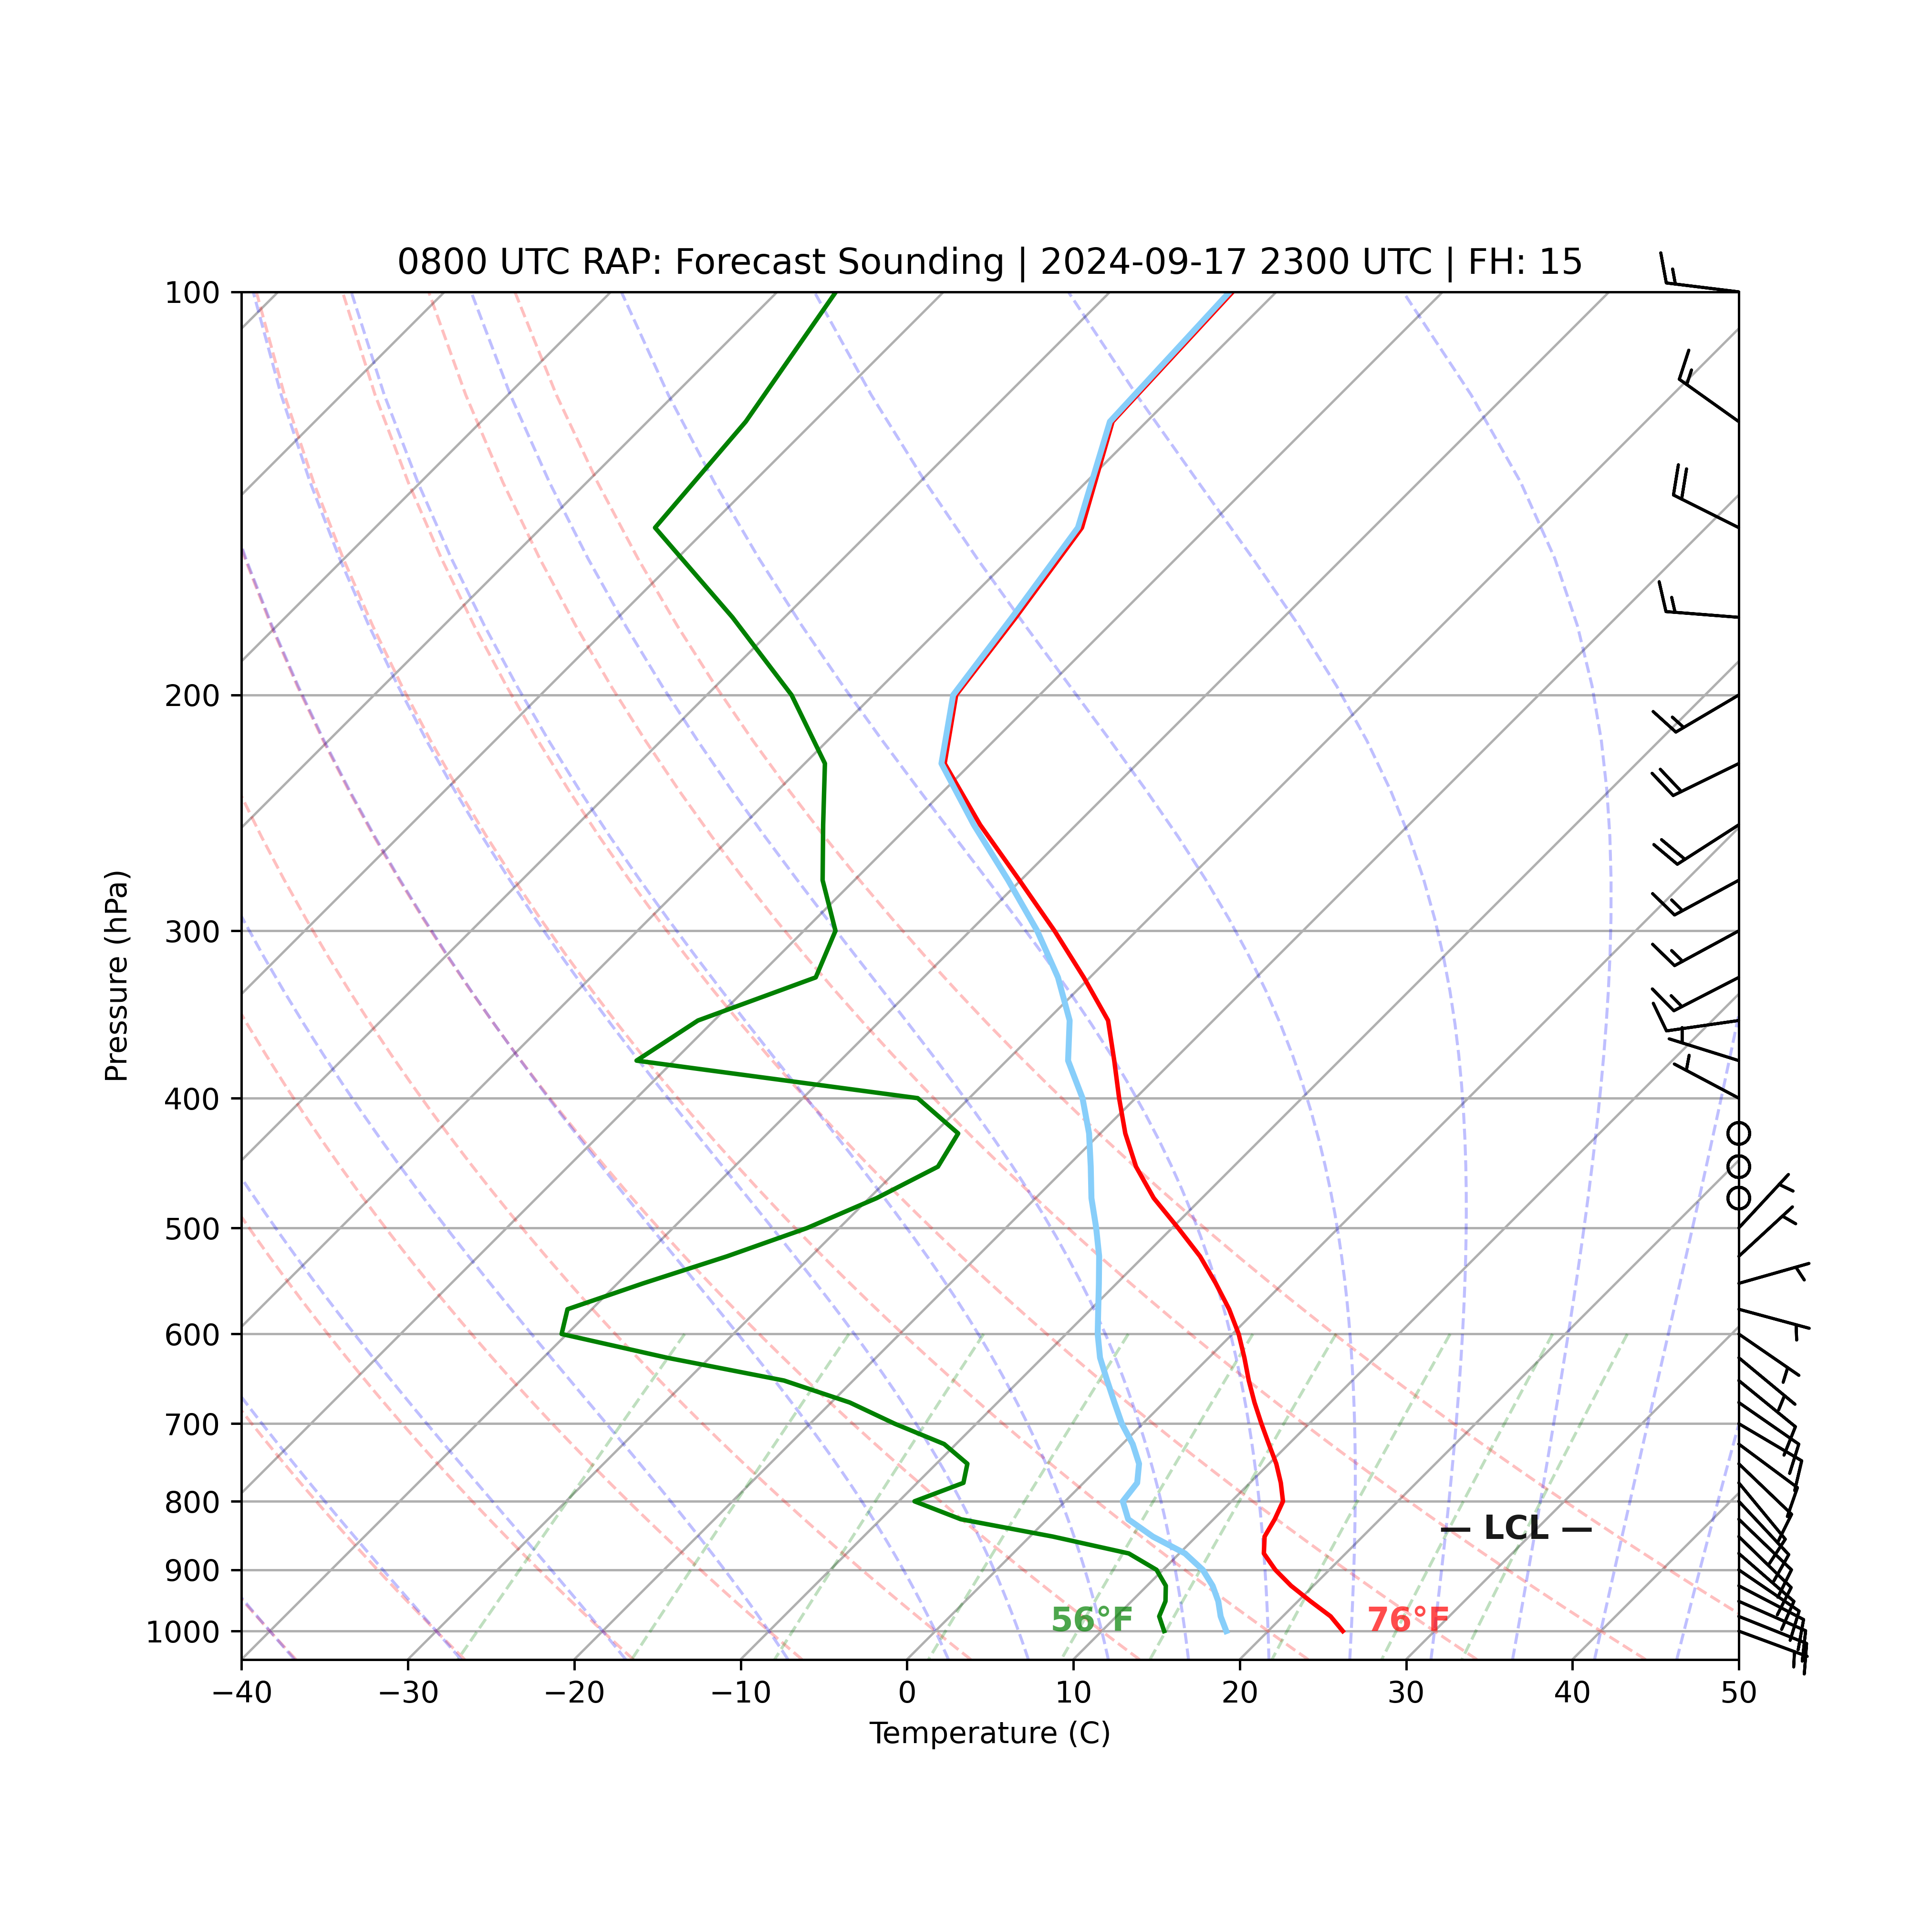 0800 UTC RAP: Forecast Sounding | 2024-09-17 2300 UTC | FH: 15
100
200
300
400
500
600
700
800
900
1000
Pressure (hPa)
— LCL —
56°F
76°F
−40 −30 −20 −10 0 10 20 30 40 50
Temperature (C)